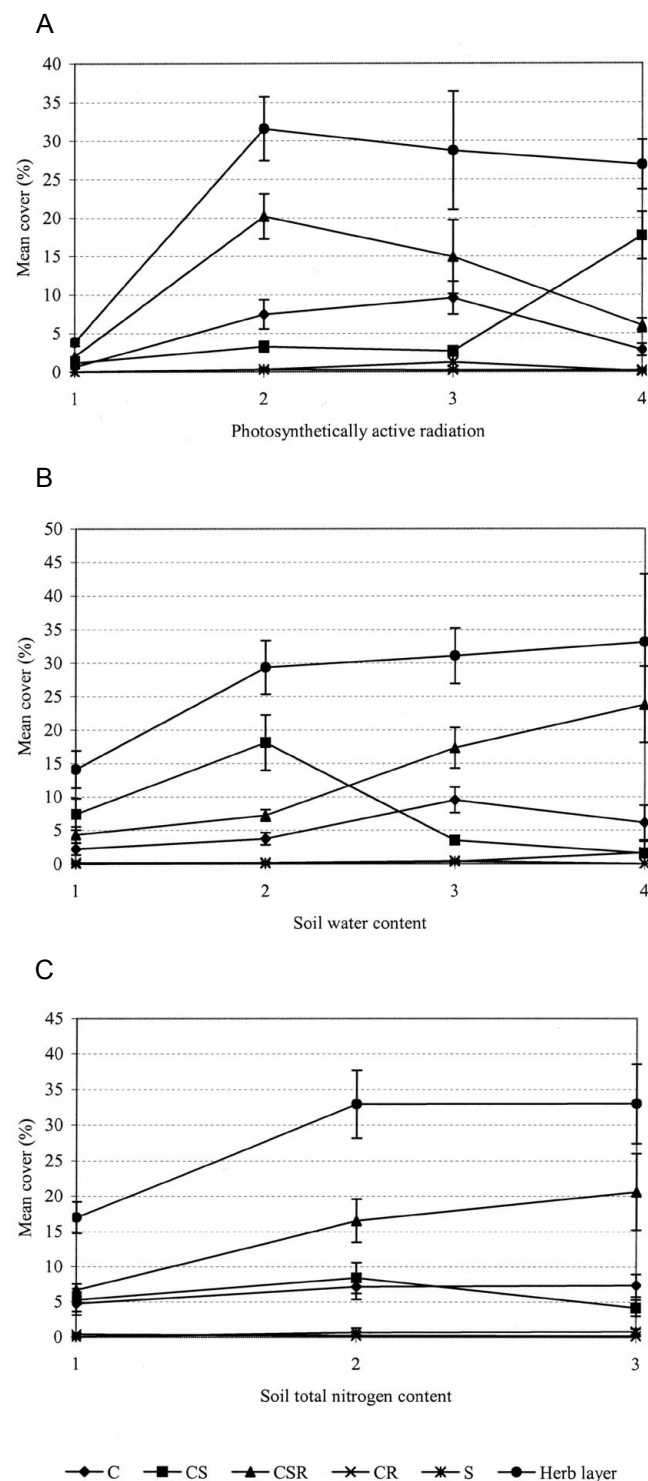 A
40
35
30
25
20
15
10
5
0
Mean cover (%)
1 2 3 4
Photosynthetically active radiation
B
50
45
40
35
30
25
20
15
10
5
0
Mean cover (%)
1 2 3 4
Soil water content
C
45
40
35
30
25
20
15
10
5
0
Mean cover (%)
1 2 3
Soil total nitrogen content
C CS CSR CR S Herb layer